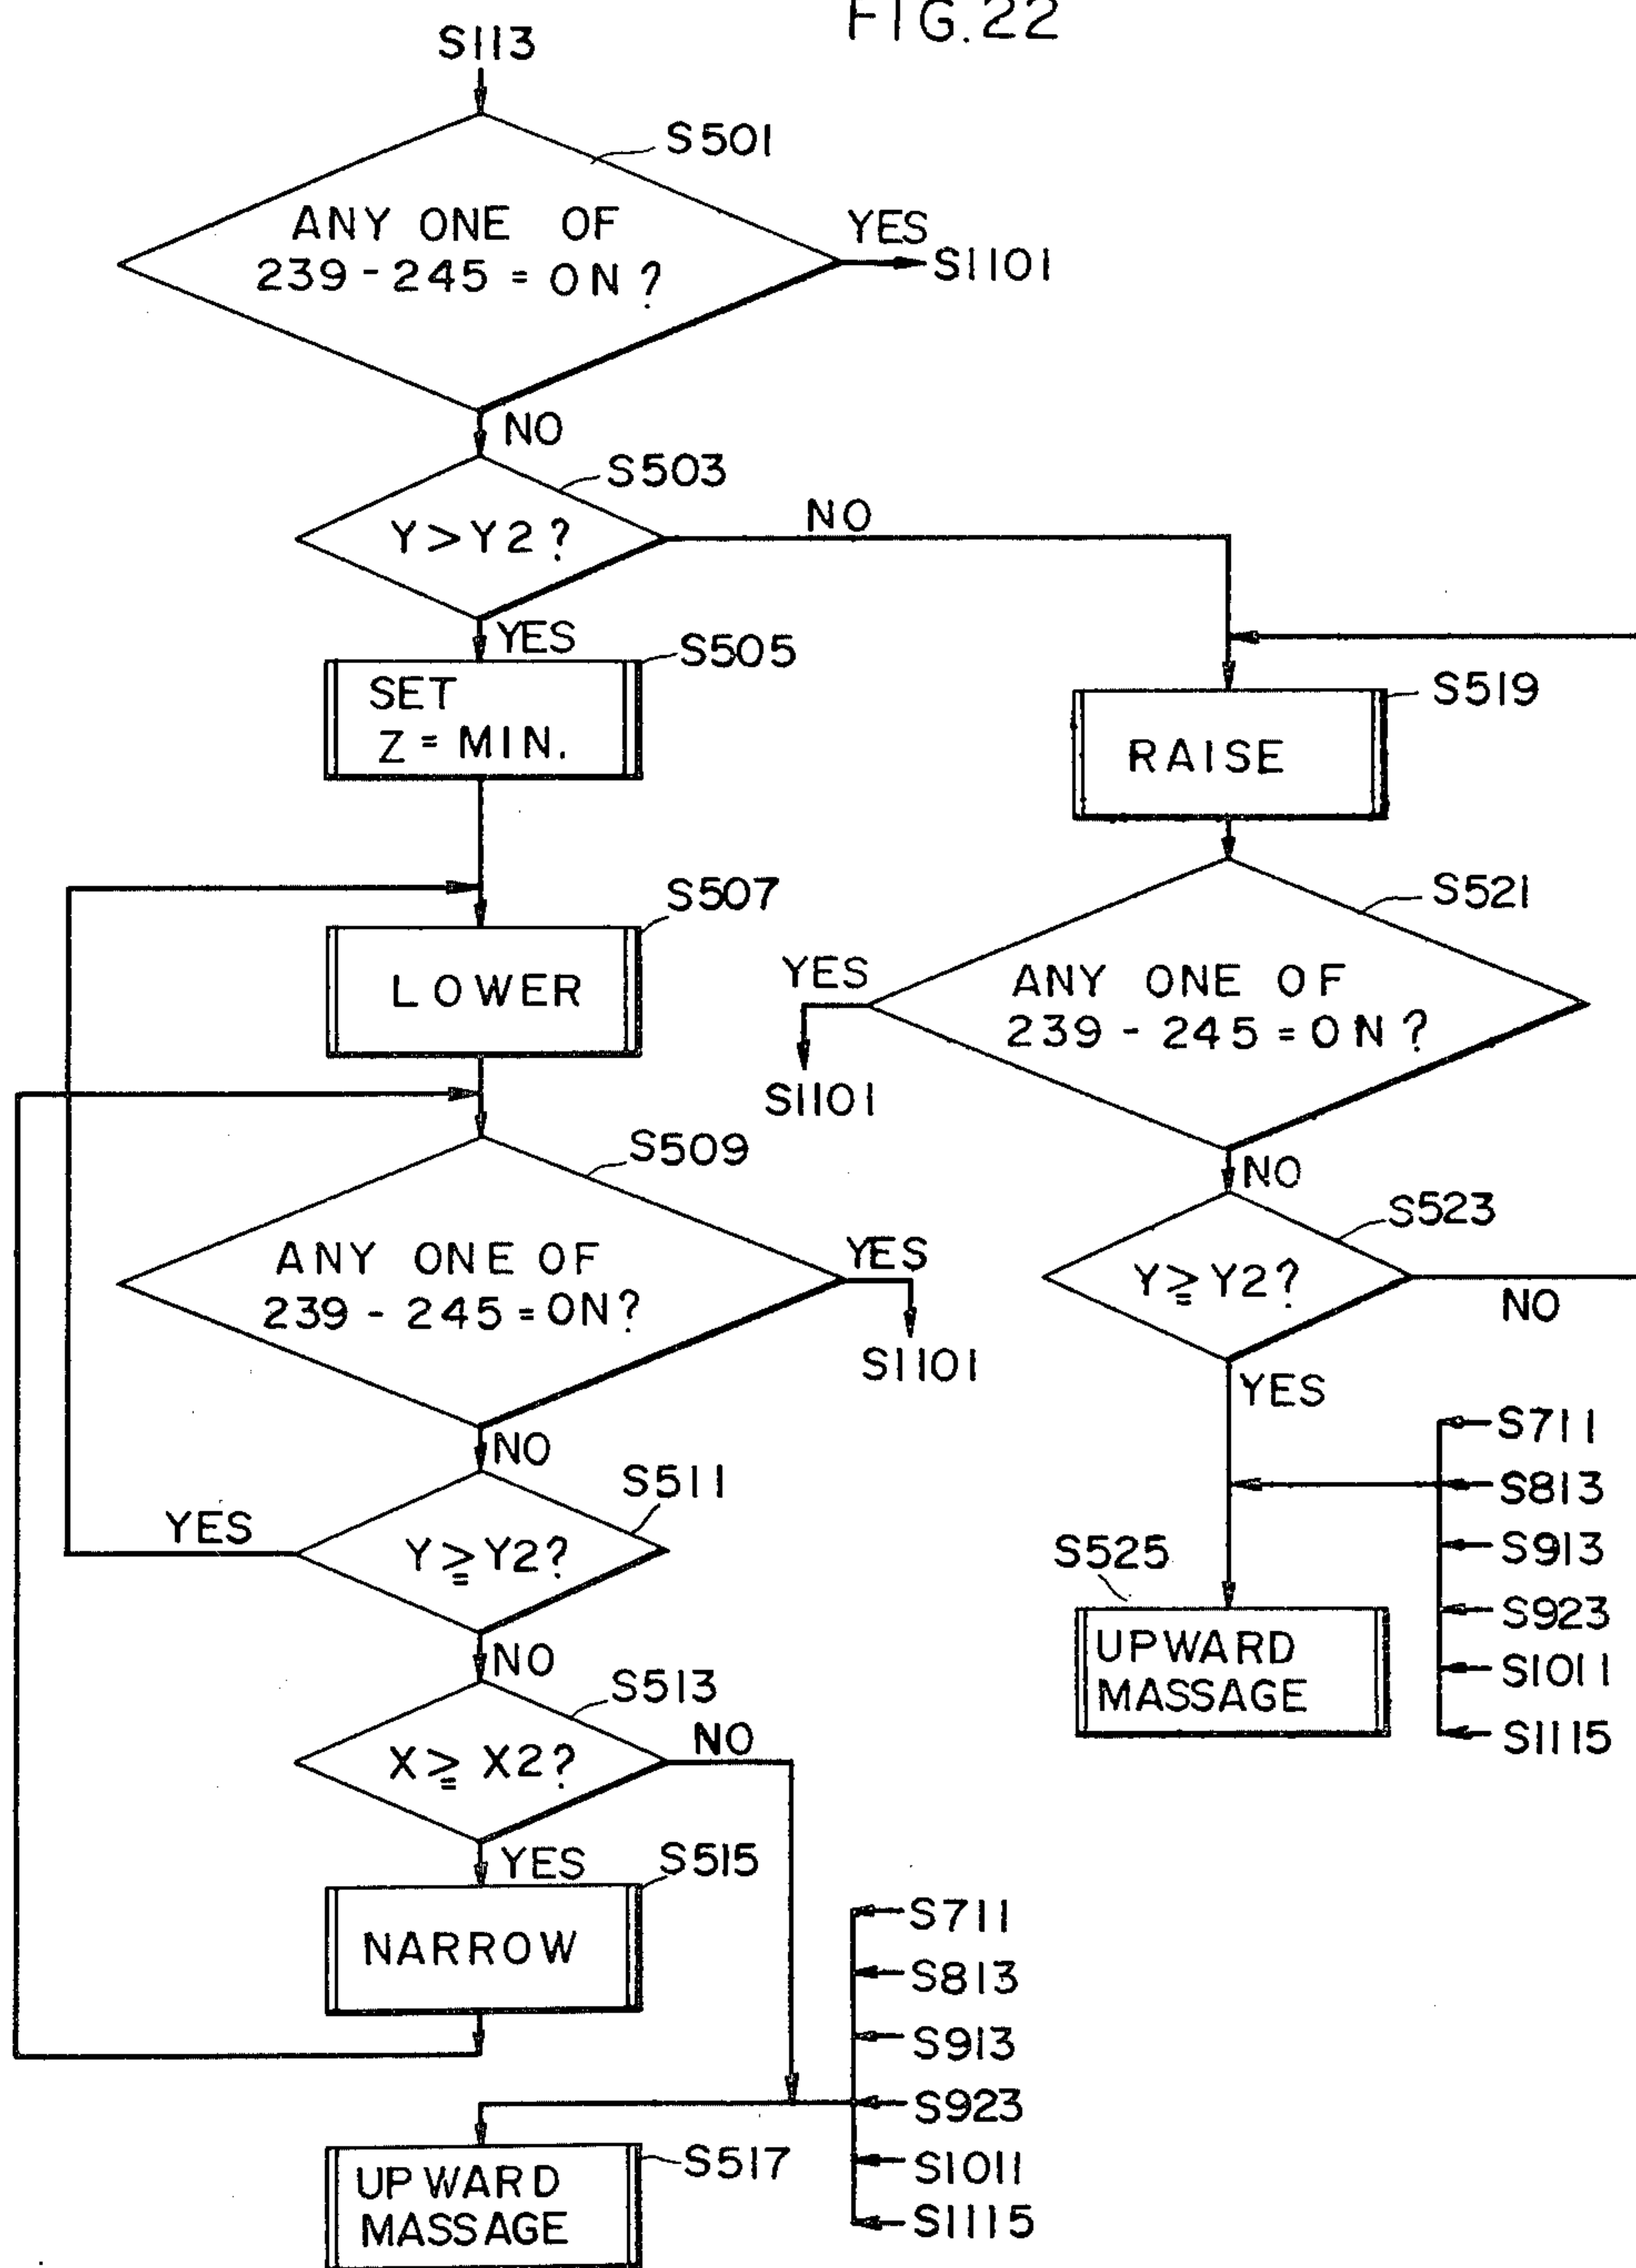 FIG.22
S113
S501
ANY ONE OF
239-245=ON?
YES
S1101
NO
S503
Y>Y2?
NO
YES
S505
SET
Z=MIN.
S507
LOWER
S509
ANY ONE OF
239-245=ON?
YES
S1101
NO
S511
Y≧Y2?
YES
NO
S513
X≧X2?
NO
YES
S515
NARROW
S711
S813
S913
S923
S1011
S1115
S517
UPWARD
MASSAGE
S519
RAISE
S521
ANY ONE OF
239-245=ON?
YES
S1101
NO
S523
Y≧Y2?
NO
YES
S711
S813
S913
S923
S1011
S1115
S525
UPWARD
MASSAGE